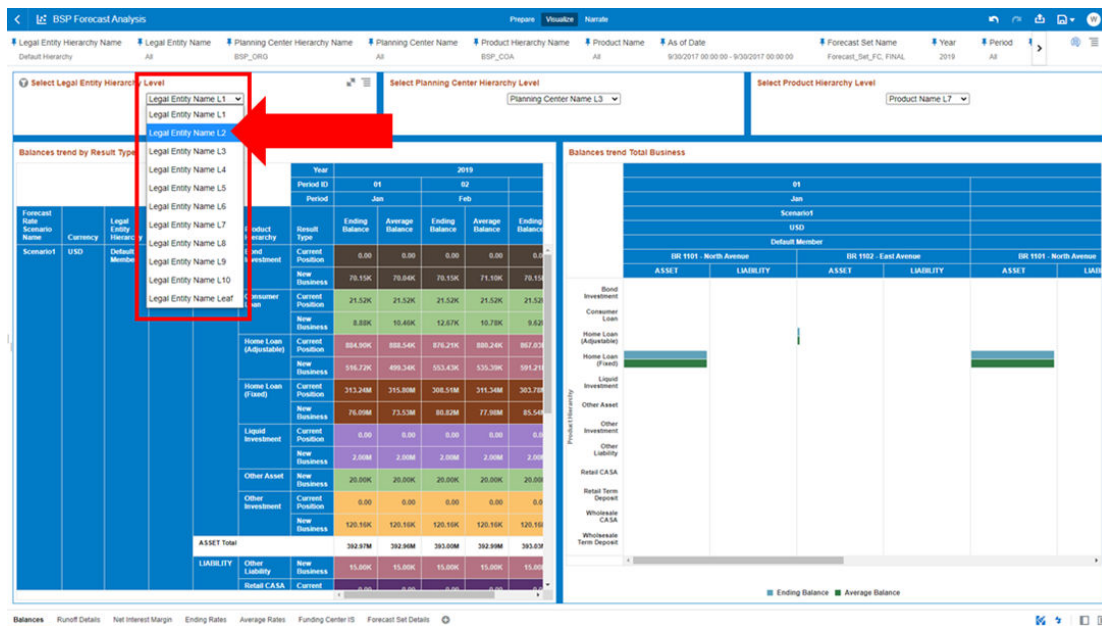 BSP Forecast Analysis
Prepare Visualize Narrate
W
Legal Entity Hierarchy Name Legal Entity Name Planning Center Hierarchy Name Planning Center Name Product Hierarchy Name Product Name As of Date Forecast Set Name Year Period
Default Hierarchy All BSP_ORG All BSP_COA All 9/30/2017 00:00:00 - 9/30/2017 00:00:00 Forecast_Set_FC, FINAL 2019 All
Select Legal Entity Hierarchy Level
Legal Entity Name L1
Legal Entity Name L1
Legal Entity Name L2
Legal Entity Name L3
Legal Entity Name L4
Legal Entity Name L5
Legal Entity Name L6
Legal Entity Name L7
Legal Entity Name L8
Legal Entity Name L9
Legal Entity Name L10
Legal Entity Name Leaf
Select Planning Center Hierarchy Level
Planning Center Name L3
Select Product Hierarchy Level
Product Name L7
Balances trend by Result Type
Year 2019
Period ID 01 02
Period Jan Feb
Forecast Rate Scenario Name Currency Legal Entity Result Type Ending Balance Average Balance Ending Balance Average Balance Ending
Scenario1 USD Default Current Position 0.00 0.00 0.00 0.00
New Business 70.15K 70.84K 70.15K 71.10K
Current Position 21.52K 21.52K 21.52K 21.52K
New Business 8.88K 10.46K 12.67K 10.78K
Home Loan (Adjustable) Current Position 884.90K 888.54K 876.21K 880.24K
New Business 516.72K 499.34K 553.43K 535.39K
Home Loan (Fixed) Current Position 313.24M 315.80M 308.51M 311.34M
New Business 76.09M 73.53M 80.82M 77.98M
Liquid Investment Current Position 0.00 0.00 0.00 0.00
New Business 2.00M 2.00M 2.00M 2.00M
Other Asset New Business 20.00K 20.00K 20.00K 20.00K
Other Investment Current Position 0.00 0.00 0.00 0.00
New Business 120.16K 120.16K 120.16K 120.16K
ASSET Total 392.97M 392.96M 393.00M 392.99M
LIABILITY Other Liability New Business 15.00K 15.00K 15.00K 15.00K
Retail CASA Current
Balances trend Total Business
01
Jan
Scenario1
USD
Default Member
BR 1101 - North Avenue BR 1102 - East Avenue BR 1101 - North Avenue
ASSET LIABILITY ASSET LIABILITY ASSET
Product Hierarchy
Bond Investment
Consumer Loan
Home Loan (Adjustable)
Home Loan (Fixed)
Liquid Investment
Other Asset
Other Investment
Other Liability
Retail CASA
Retail Term Deposit
Wholesale CASA
Wholesale Term Deposit
Ending Balance Average Balance
Balances Runoff Details Net Interest Margin Ending Rates Average Rates Funding Center IS Forecast Set Details